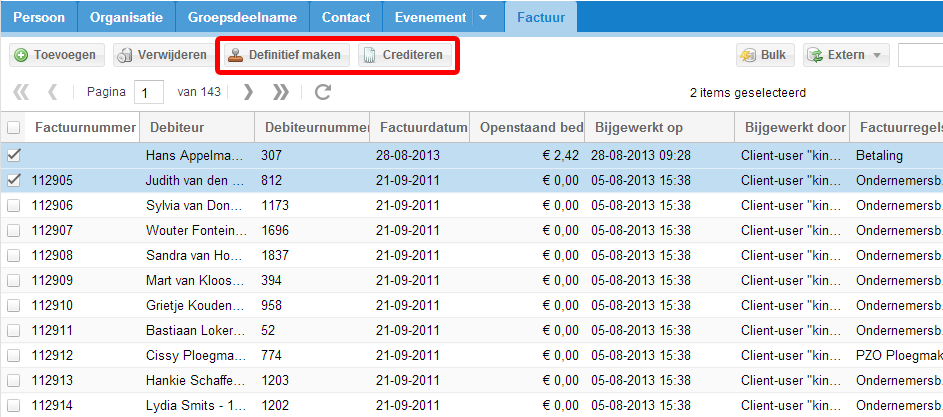 Persoon Organisatie Groepsdeelname Contact Evenement Factuur
Toevoegen Verwijderen Definitief maken Crediteren Bulk Extern
Pagina 1 van 143 2 items geselecteerd
Factuurnummer Debiteur Debiteurnummer Factuurdatum Openstaand bed Bijgewerkt op Bijgewerkt door Factuurregels
Hans Appelma... 307 28-08-2013 € 2,42 28-08-2013 09:28 Client-user "kin... Betaling
112905 Judith van den ... 812 21-09-2011 € 0,00 05-08-2013 15:38 Client-user "kin... Ondernemersb
112906 Sylvia van Don... 1173 21-09-2011 € 0,00 05-08-2013 15:38 Client-user "kin... Ondernemersb
112907 Wouter Fontein... 1696 21-09-2011 € 0,00 05-08-2013 15:38 Client-user "kin... Ondernemersb
112908 Sandra van Ho... 1837 21-09-2011 € 0,00 05-08-2013 15:38 Client-user "kin... Ondernemersb
112909 Mart van Kloos... 394 21-09-2011 € 0,00 05-08-2013 15:38 Client-user "kin... Ondernemersb
112910 Grietje Kouden... 958 21-09-2011 € 0,00 05-08-2013 15:38 Client-user "kin... Ondernemersb
112911 Bastiaan Loker... 52 21-09-2011 € 0,00 05-08-2013 15:38 Client-user "kin... Ondernemersb
112912 Cissy Ploegma... 774 21-09-2011 € 0,00 05-08-2013 15:38 Client-user "kin... PZO Ploegmak
112913 Hankie Schaffe... 1203 21-09-2011 € 0,00 05-08-2013 15:38 Client-user "kin... Ondernemersb
112914 Lydia Smits - 1... 1202 21-09-2011 € 0,00 05-08-2013 15:38 Client-user "kin... Ondernemersb